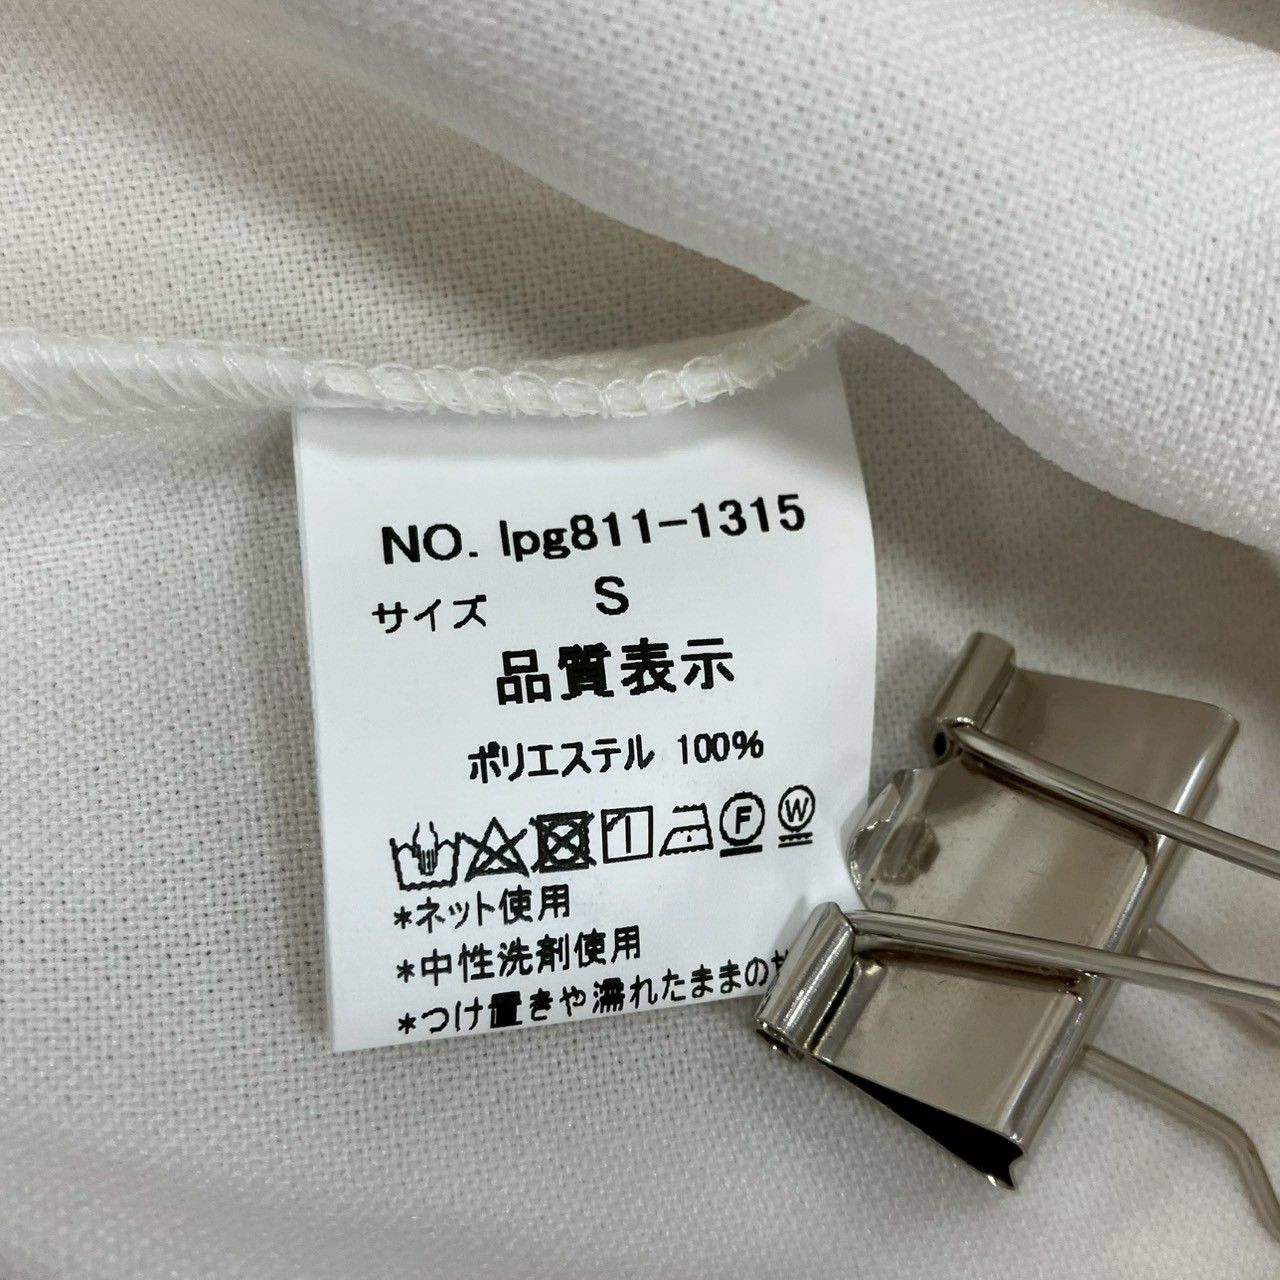 NO. lpg811-1315
サイズ S
品質表示
ポリエステル 100%
F W
*ネット使用
*中性洗剤使用
*つけ置きや濡れたままの